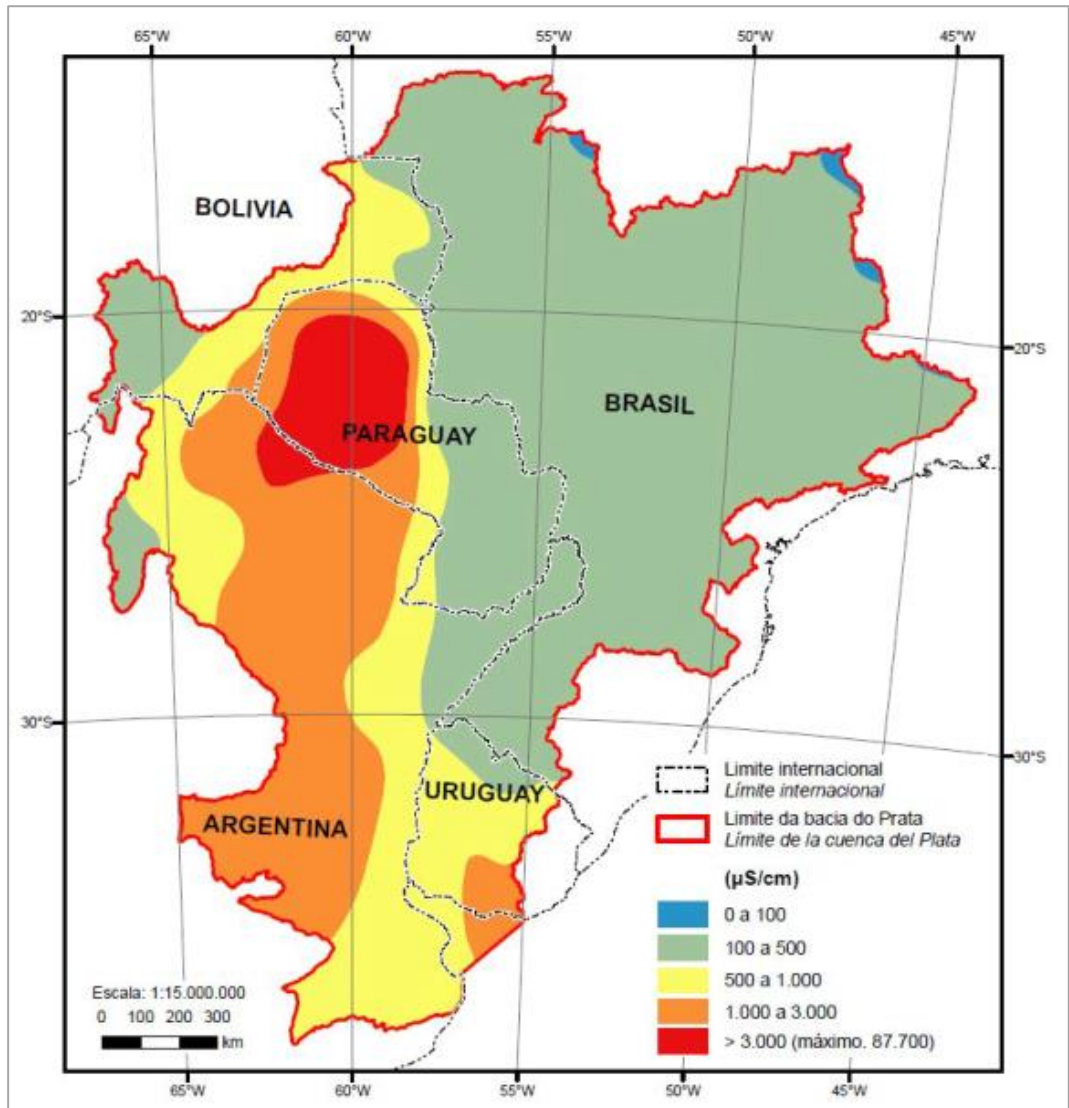 65°W 60°W 55°W 50°W 45°W
BOLIVIA
20°S
20°S
BRASIL
PARAGUAY
30°S
30°S
URUGUAY
ARGENTINA
Limite internacional
Límite internacional
Limite da bacia do Prata
Límite de la cuenca del Plata
(µS/cm)
0 a 100
100 a 500
500 a 1.000
1.000 a 3.000
> 3.000 (máximo. 87.700)
Escala: 1:15.000.000
0 100 200 300
km
65°W 60°W 55°W 50°W 45°W